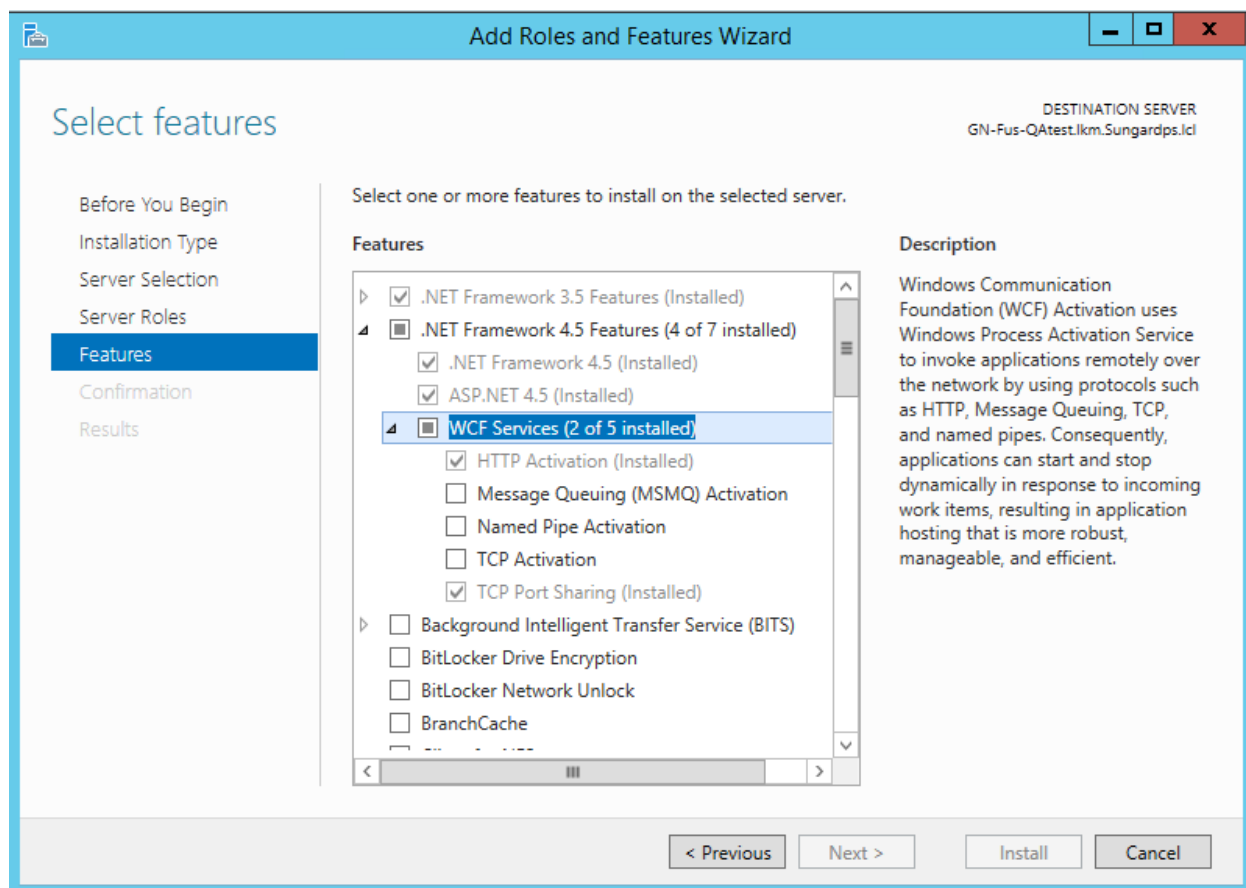 Add Roles and Features Wizard
Select features
DESTINATION SERVER
GN-Fus-QAtest.lkm.Sungardps.lcl
Before You Begin
Installation Type
Server Selection
Server Roles
Features
Confirmation
Results
Select one or more features to install on the selected server.
Features
.NET Framework 3.5 Features (Installed)
.NET Framework 4.5 Features (4 of 7 installed)
.NET Framework 4.5 (Installed)
ASP.NET 4.5 (Installed)
WCF Services (2 of 5 installed)
HTTP Activation (Installed)
Message Queuing (MSMQ) Activation
Named Pipe Activation
TCP Activation
TCP Port Sharing (Installed)
Background Intelligent Transfer Service (BITS)
BitLocker Drive Encryption
BitLocker Network Unlock
BranchCache
Description
Windows Communication
Foundation (WCF) Activation uses
Windows Process Activation Service
to invoke applications remotely over
the network by using protocols such
as HTTP, Message Queuing, TCP,
and named pipes. Consequently,
applications can start and stop
dynamically in response to incoming
work items, resulting in application
hosting that is more robust,
manageable, and efficient.
< Previous
Next >
Install
Cancel